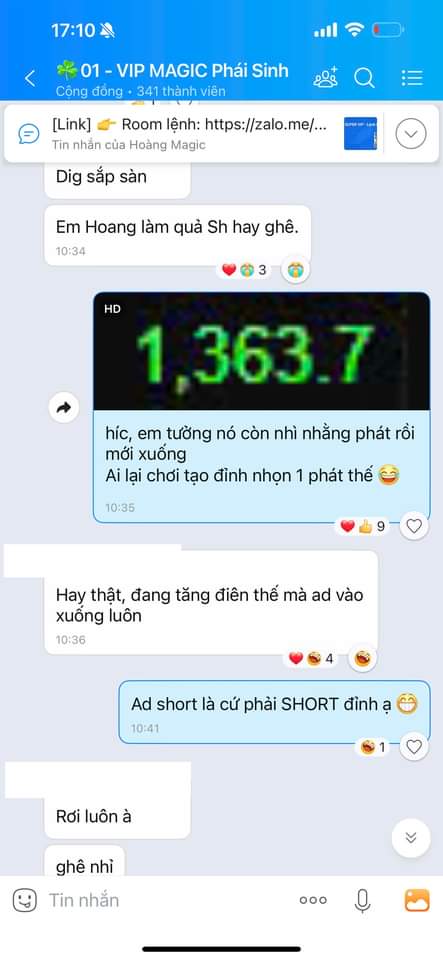 17:10
01 - VIP MAGIC Phái Sinh
Cộng đồng • 341 thành viên
[Link] 👉 Room lệnh: https://zalo.me/...
Tin nhắn của Hoàng Magic
Dig sắp sàn
Em Hoang làm quả Sh hay ghê.
10:34
3
HD
1,363.7
híc, em tưởng nó còn nhì nhằng phát rồi
mới xuống
Ai lại chơi tạo đỉnh nhọn 1 phát thế 😂
10:35
9
Hay thật, đang tăng điên thế mà ad vào
xuống luôn
10:36
4
Ad short là cứ phải SHORT đỉnh ạ 😁
10:41
1
Rơi luôn à
ghê nhỉ
Tin nhắn